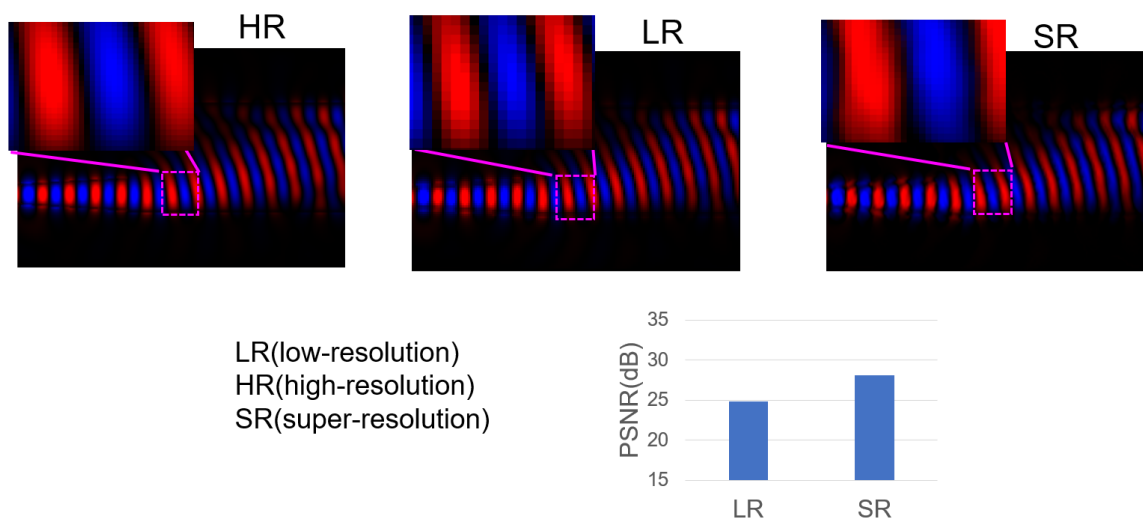 HR
LR
SR
LR(low-resolution)
HR(high-resolution)
SR(super-resolution)
PSNR(dB)
35
30
25
20
15
LR
SR